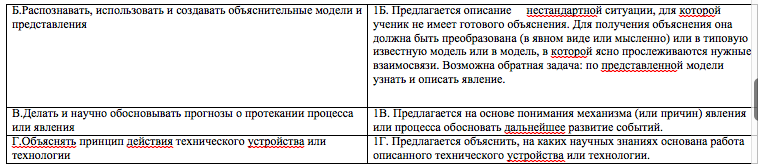 Б.Распознавать, использовать и создавать объяснительные модели и
представления
1Б. Предлагается описание нестандартной ситуации, для которой
ученик не имеет готового объяснения. Для получения объяснения она
должна быть преобразована (в явном виде или мысленно) или в типовую
известную модель или в модель, в которой ясно прослеживаются нужные
взаимосвязи. Возможна обратная задача: по представленной модели
узнать и описать явление.
В.Делать и научно обосновывать прогнозы о протекании процесса
или явления
1В. Предлагается на основе понимания механизма (или причин) явления
или процесса обосновать дальнейшее развитие событий.
Г.Объяснять принцип действия технического устройства или
технологии
1Г. Предлагается объяснить, на каких научных знаниях основана работа
описанного технического устройства или технологии.